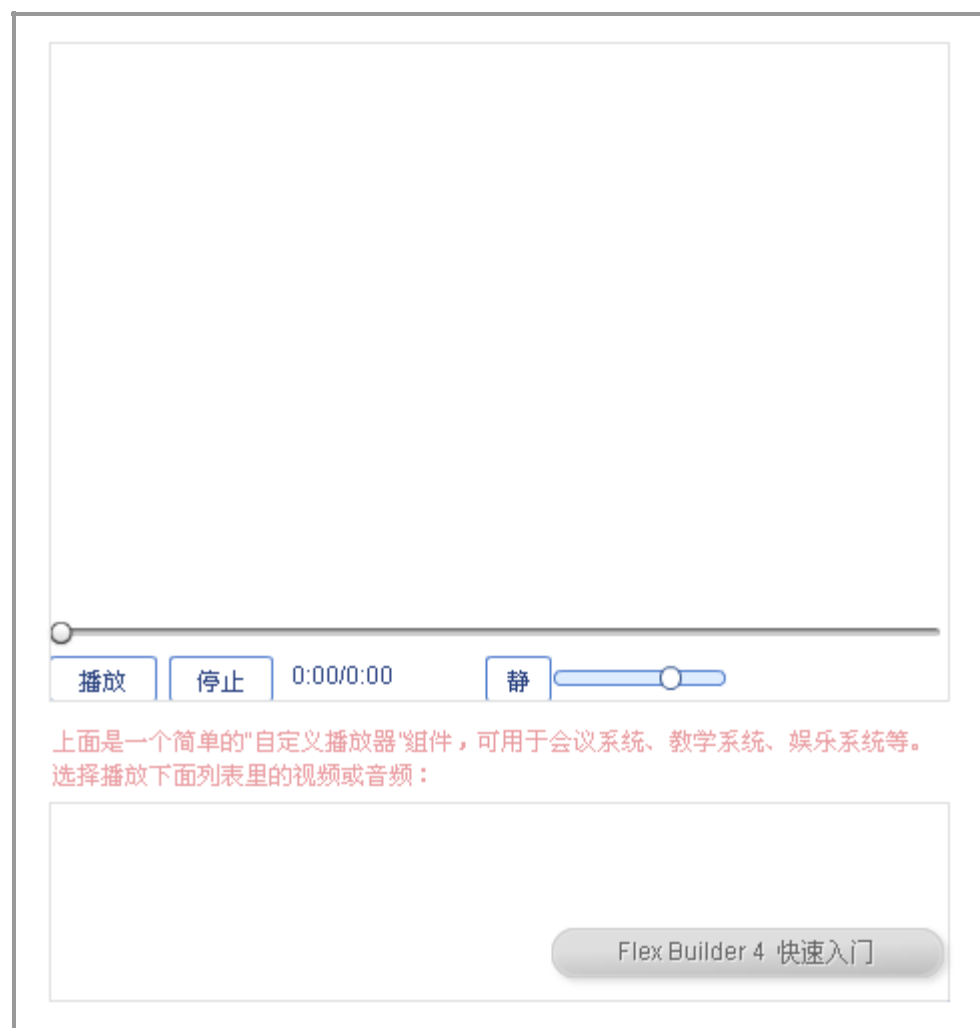 播放 停止 0:00/0:00 静
上面是一个简单的"自定义播放器"组件，可用于会议系统、教学系统、娱乐系统等。
选择播放下面列表里的视频或音频：
Flex Builder 4 快速入门